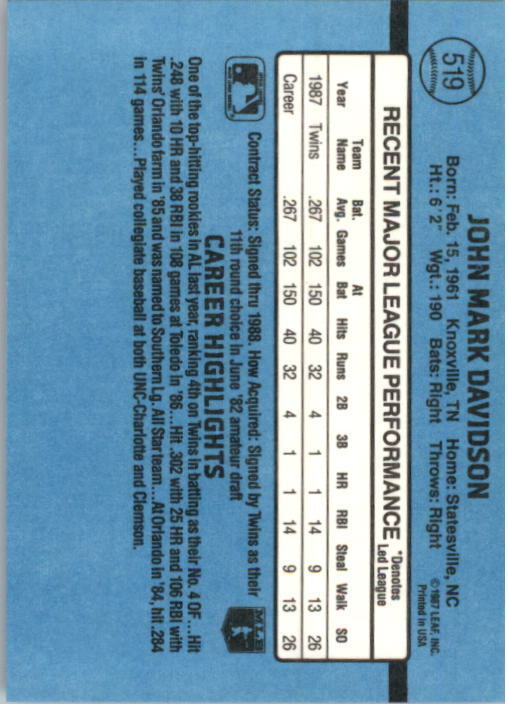 519
JOHN MARK DAVIDSON
Born: Feb. 15, 1961 Knoxville, TN Home: Statesville, NC
Ht.: 6' 2" Wgt.: 190 Bats: Right Throws: Right
©1987 LEAF, INC.
Printed in USA
RECENT MAJOR LEAGUE PERFORMANCE *Denotes Led League
Year Team Name Bat. Avg. Games At Bat Hits Runs 2B 3B HR RBI Steal Walk SO
1987 Twins .267 102 150 40 32 4 1 1 14 9 13 26
Career .267 102 150 40 32 4 1 1 14 9 13 26
Contract Status: Signed thru 1988. How Acquired: Signed by Twins as their
11th round choice in June '82 amateur draft
CAREER HIGHLIGHTS
One of the top-hitting rookies in AL last year, ranking 4th on Twins in batting as their No. 4 OF...Hit
.248 with 10 HR and 38 RBI in 108 games at Toledo in '86...Hit .302 with 25 HR and 106 RBI with
Twins' Orlando farm in '85 and was named to Southern Lg. All Star team...At Orlando in '84, hit .284
in 114 games...Played collegiate baseball at both UNC-Charlotte and Clemson.